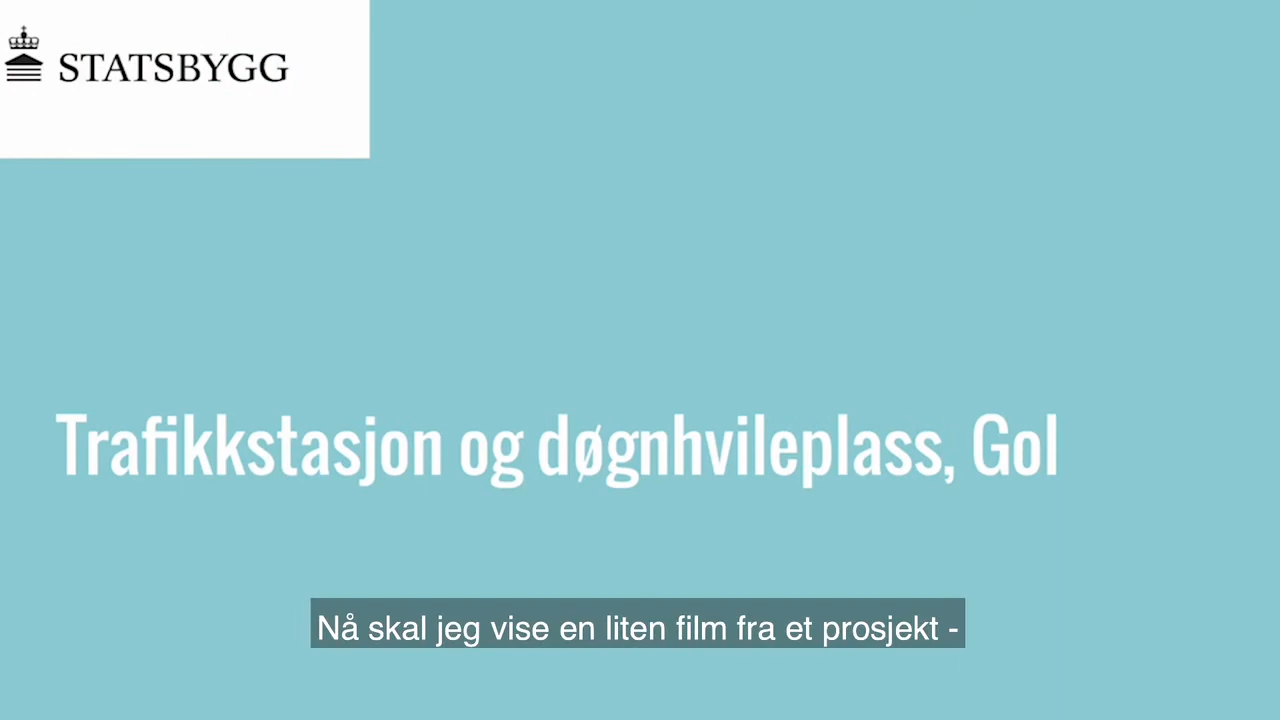 STATSBYGG
Trafikkstasjon og døgnhvileplass, Gol
Nå skal jeg vise en liten film fra et prosjekt -